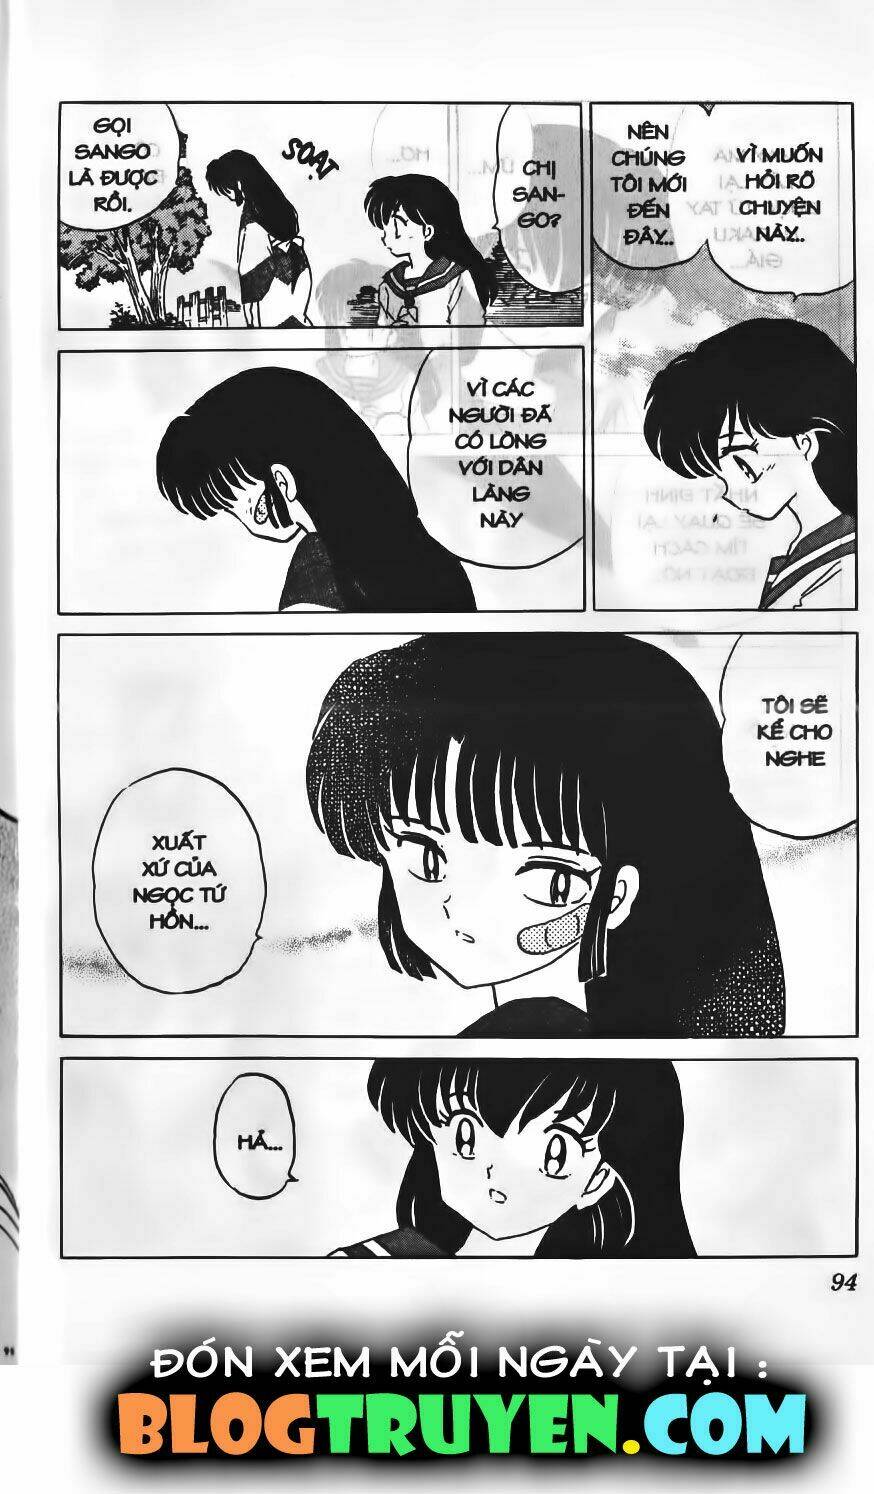 VÌ MUỐN
HỎI RÕ
CHUYỆN
NÀY..
NÊN
CHÚNG
TÔI MỚI
ĐẾN
ĐÂY..
CHỊ
SAN-
GO?
SOẠT
GỌI
SANGO
LÀ ĐƯỢC
RỒI.
VÌ CÁC
NGƯỜI ĐÃ
CÓ LÒNG
VỚI DÂN
LÀNG
NÀY
TÔI SẼ
KỂ CHO
NGHE
XUẤT
XỨ CỦA
NGỌC TỨ
HỒN...
HẢ...
94
ĐÓN XEM MỖI NGÀY TẠI :
BLOGTRUYEN.COM